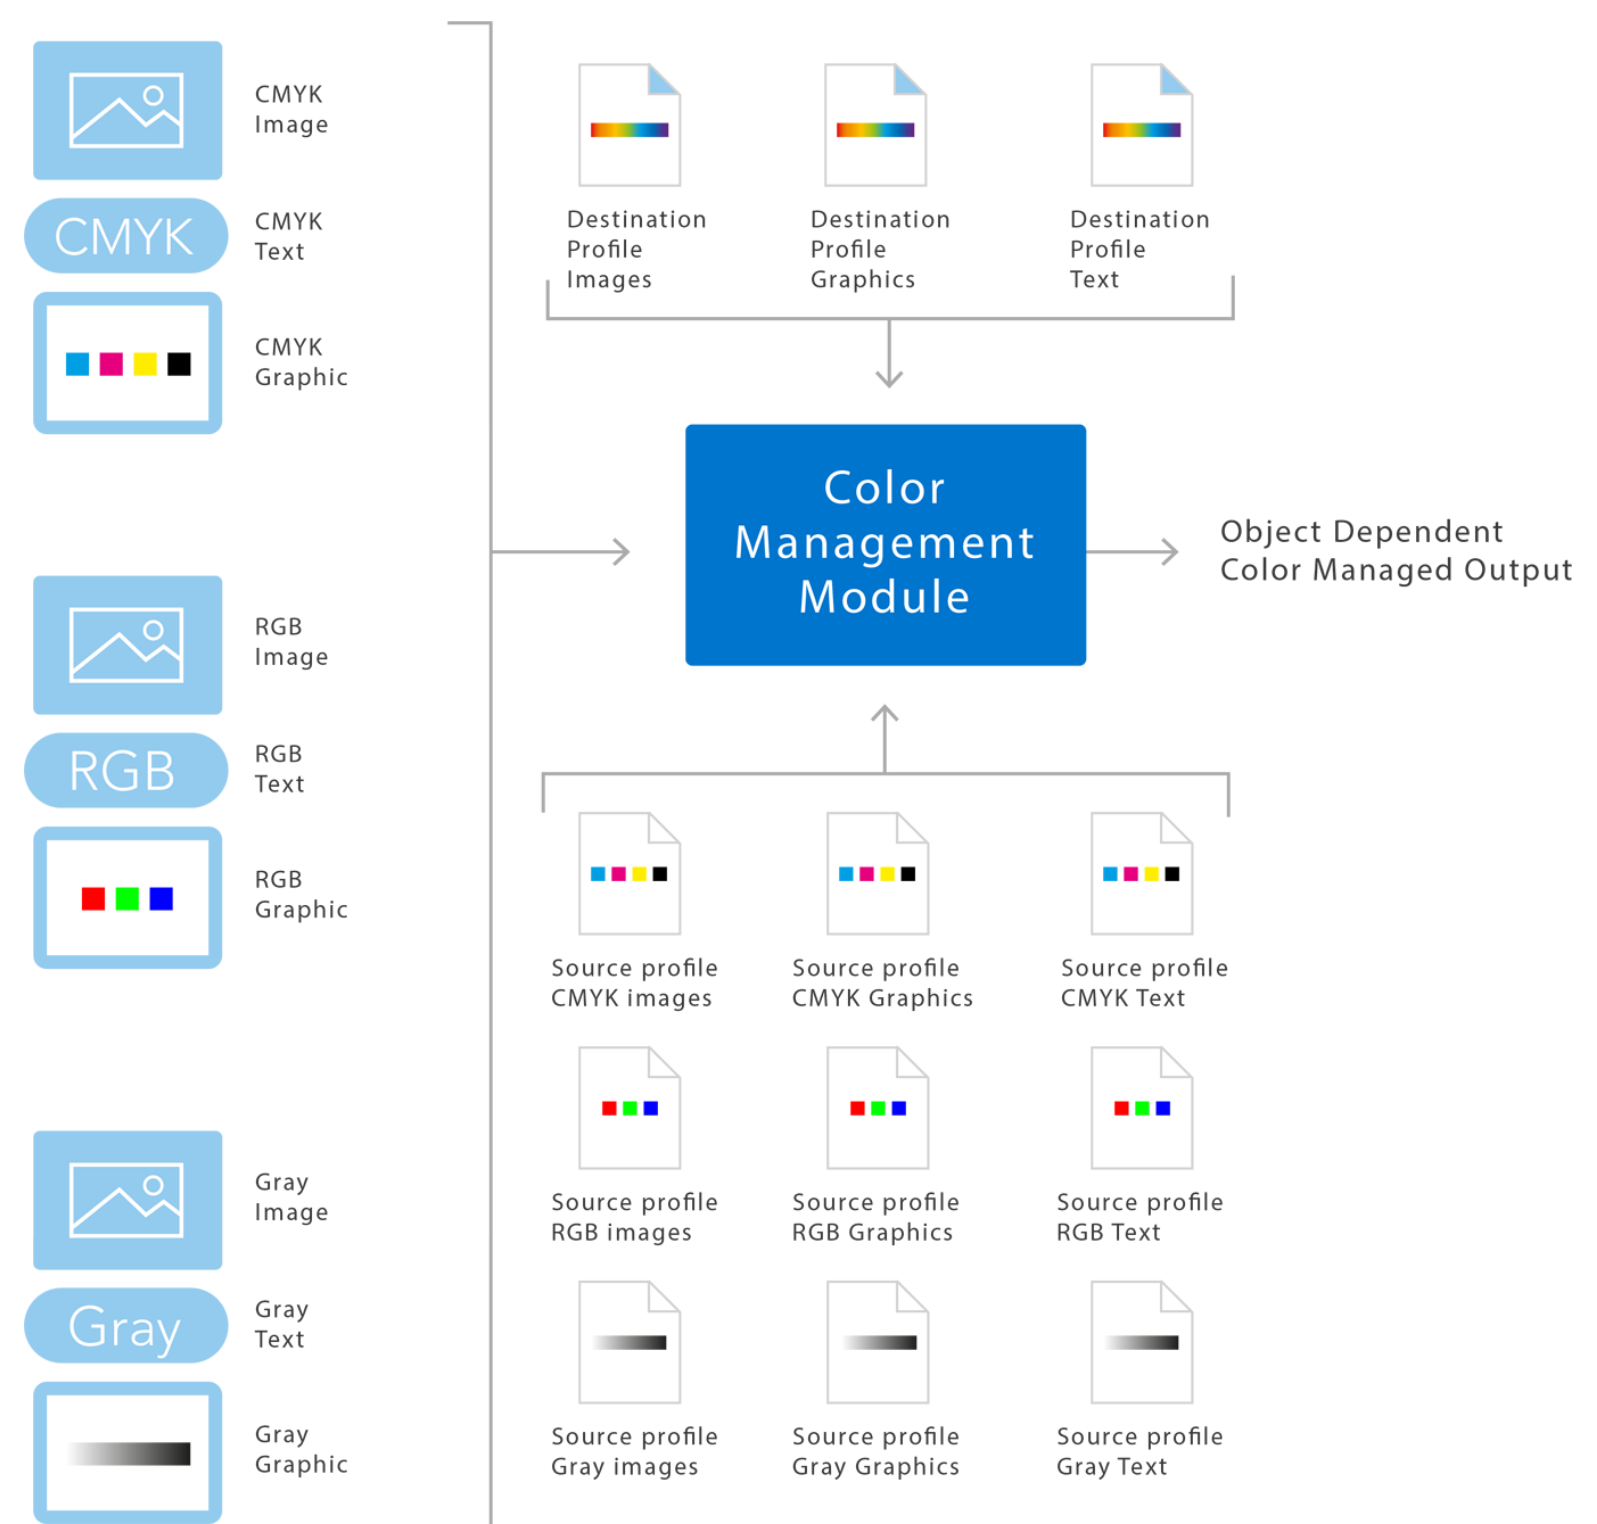 CMYK
Image
CMYK
CMYK
Text
CMYK
Graphic
RGB
Image
RGB
RGB
Text
RGB
Graphic
Gray
Image
Gray
Gray
Text
Gray
Graphic
Destination
Profile
Images
Destination
Profile
Graphics
Destination
Profile
Text
Color
Management
Module
Object Dependent
Color Managed Output
Source profile
CMYK images
Source profile
CMYK Graphics
Source profile
CMYK Text
Source profile
RGB images
Source profile
RGB Graphics
Source profile
RGB Text
Source profile
Gray images
Source profile
Gray Graphics
Source profile
Gray Text